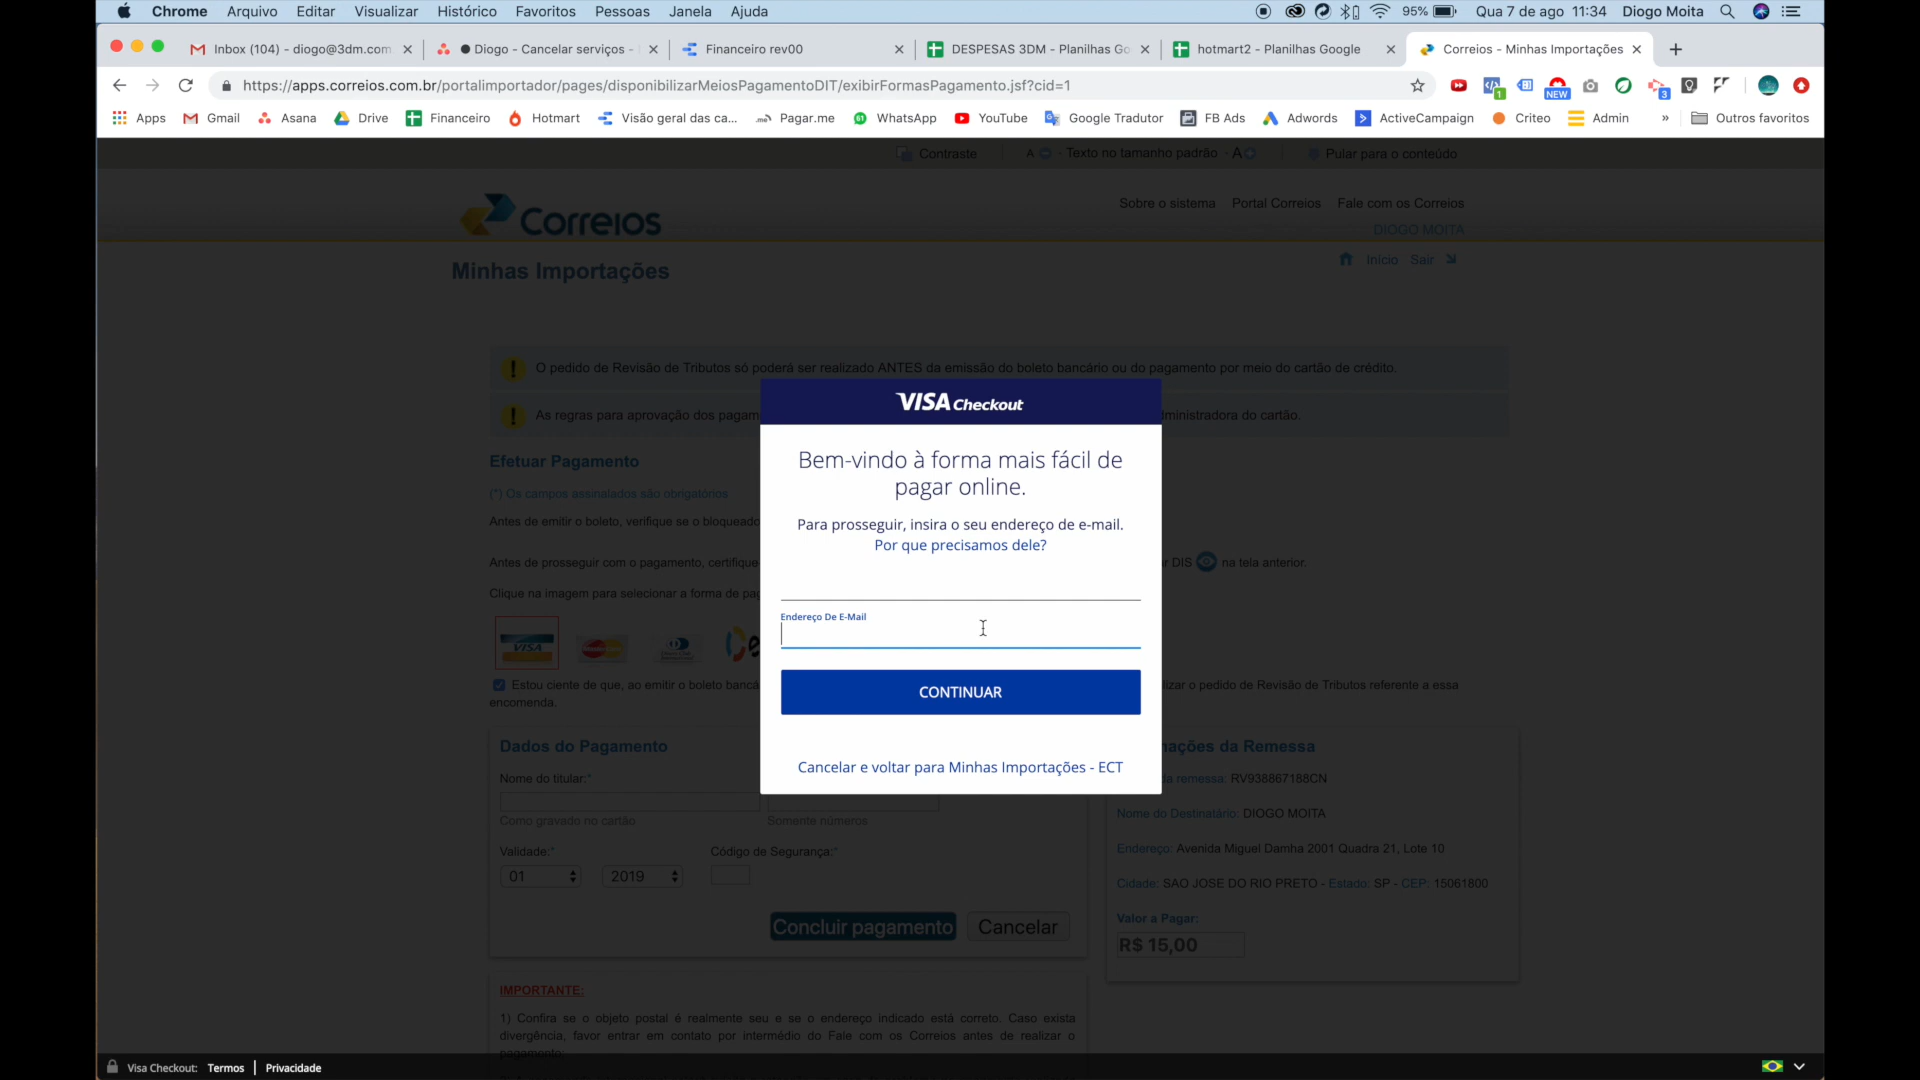 Chrome Arquivo Editar Visualizar Histórico Favoritos Pessoas Janela Ajuda 95% Qua 7 de ago 11:34 Diogo Moita
Inbox (104) - diogo@3dm.com. Diogo - Cancelar serviços - Financeiro rev00 DESPESAS 3DM - Planilhas Go hotmart2 - Planilhas Google Correios - Minhas Importações
https://apps.correios.com.br/portalimportador/pages/disponibilizarMeiosPagamentoDIT/exibirFormasPagamento.jsf?cid=1
Apps Gmail Asana Drive Financeiro Hotmart Visão geral das ca... Pagar.me WhatsApp YouTube Google Tradutor FB Ads Adwords ActiveCampaign Criteo Admin » Outros favoritos
Contraste A - Texto no tamanho padrão - A Pular para o conteúdo
Correios
Sobre o sistema Portal Correios Fale com os Correios
DIOGO MOITA
Minhas Importações
Início Sair
O pedido de Revisão de Tributos só poderá ser realizado ANTES da emissão do boleto bancário ou do pagamento por meio do cartão de crédito.
As regras para aprovação dos pagam ministradora do cartão.
VISA Checkout
Bem-vindo à forma mais fácil de
pagar online.
Para prosseguir, insira o seu endereço de e-mail.
Por que precisamos dele?
Endereço De E-Mail
CONTINUAR
Cancelar e voltar para Minhas Importações - ECT
Efetuar Pagamento
(*) Os campos assinalados são obrigatórios
Antes de emitir o boleto, verifique se o bloqueado
Antes de prosseguir com o pagamento, certifique r DIS na tela anterior.
Clique na imagem para selecionar a forma de pag
VISA MasterCard
Estou ciente de que, ao emitir o boleto bancá lizar o pedido de Revisão de Tributos referente a essa
encomenda.
Dados do Pagamento
Nome do titular:*
Como gravado no cartão Somente números
Validade:* Código de Segurança:*
01 2019
Concluir pagamento Cancelar
mações da Remessa
la remessa: RV938867188CN
Nome do Destinatário: DIOGO MOITA
Endereço: Avenida Miguel Damha 2001 Quadra 21, Lote 10
Cidade: SAO JOSE DO RIO PRETO - Estado: SP - CEP: 15061800
Valor a Pagar:
R$ 15,00
IMPORTANTE:
1) Confira se o objeto postal é realmente seu e se o endereço indicado está correto. Caso exista
divergência, favor entrar em contato por intermédio do Fale com os Correios antes de realizar o
pagamento;
Visa Checkout: Termos | Privacidade